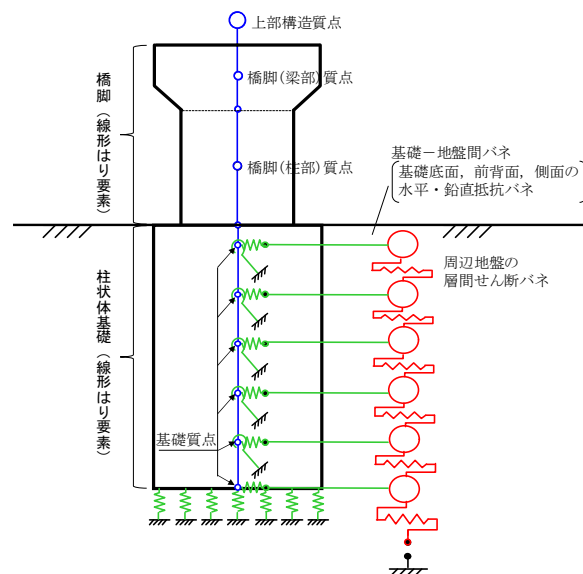 上部構造質点
橋脚(梁部)質点
橋脚(柱部)質点
橋脚(線形はり要素)
基礎－地盤間バネ
基礎底面，前背面，側面の
水平・鉛直抵抗バネ
周辺地盤の
層間せん断バネ
柱状体基礎(線形はり要素)
基礎質点